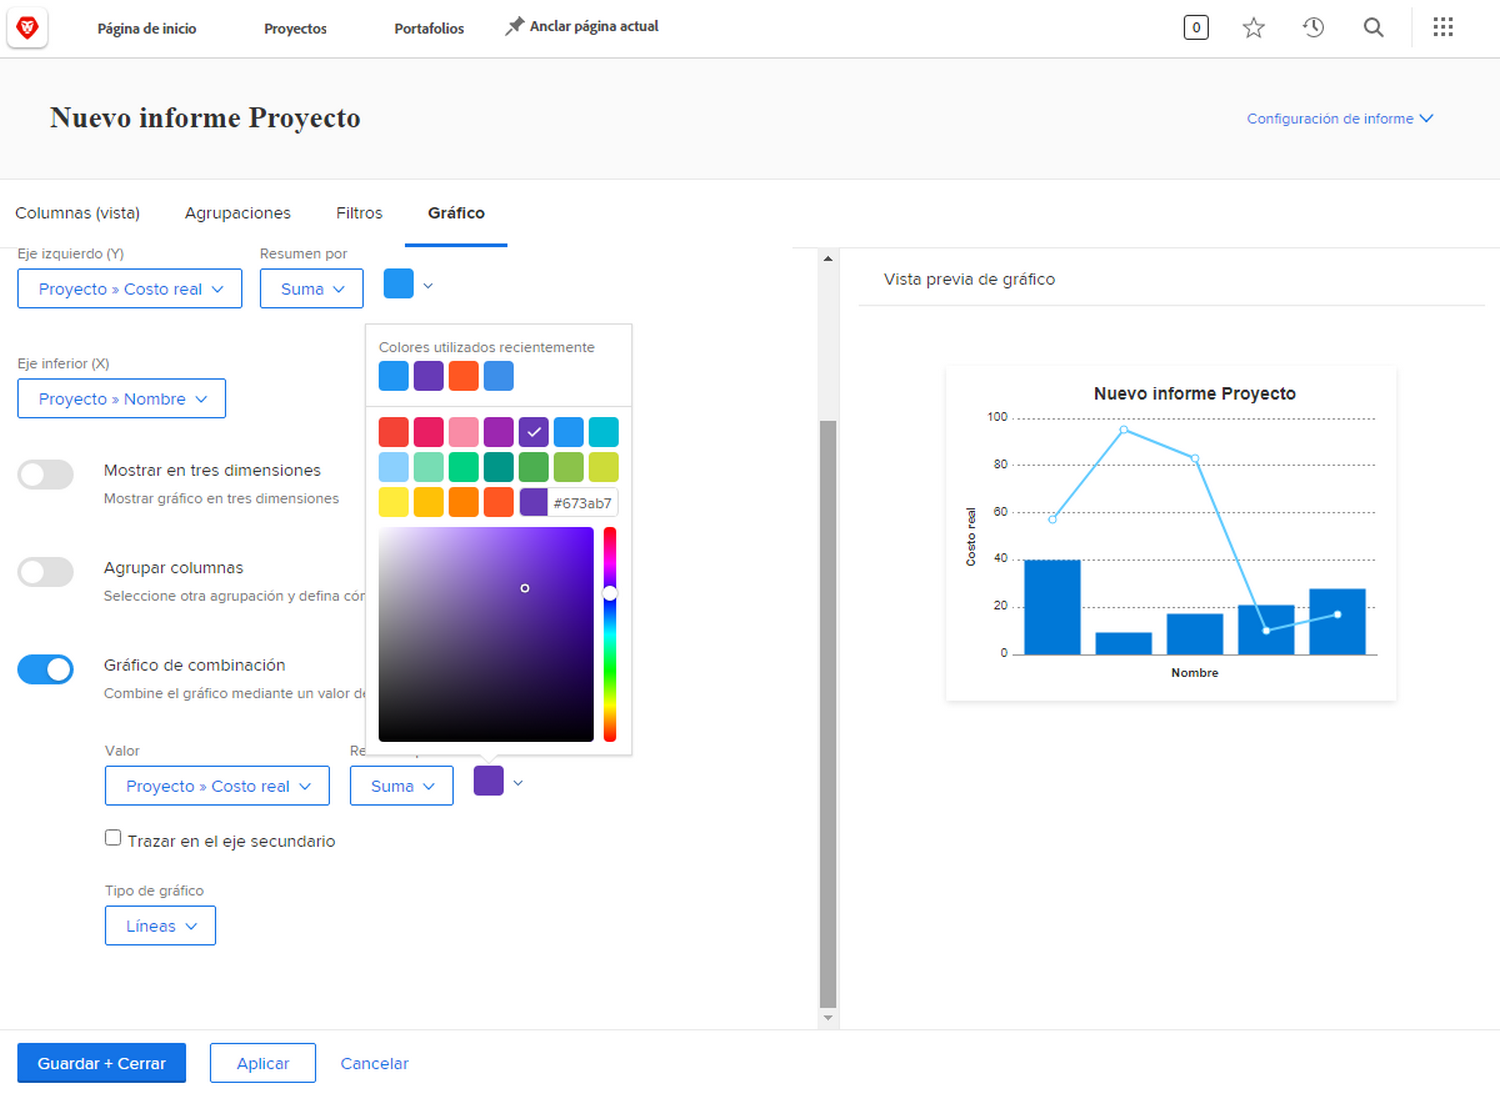 Página de inicio
Proyectos
Portafolios
Anclar página actual
0
Nuevo informe Proyecto
Configuración de informe
Columnas (vista)
Agrupaciones
Filtros
Gráfico
Eje izquierdo (Y)
Resumen por
Proyecto » Costo real
Suma
Colores utilizados recientemente
Eje inferior (X)
Proyecto » Nombre
Mostrar en tres dimensiones
Mostrar gráfico en tres dimensiones
#673ab7
Agrupar columnas
Seleccione otra agrupación y defina
Gráfico de combinación
Combine el gráfico mediante un valor
Valor
Proyecto » Costo real
Suma
Trazar en el eje secundario
Tipo de gráfico
Líneas
Vista previa de gráfico
Nuevo informe Proyecto
100
80
60
40
20
0
Costo real
Nombre
Guardar + Cerrar
Aplicar
Cancelar